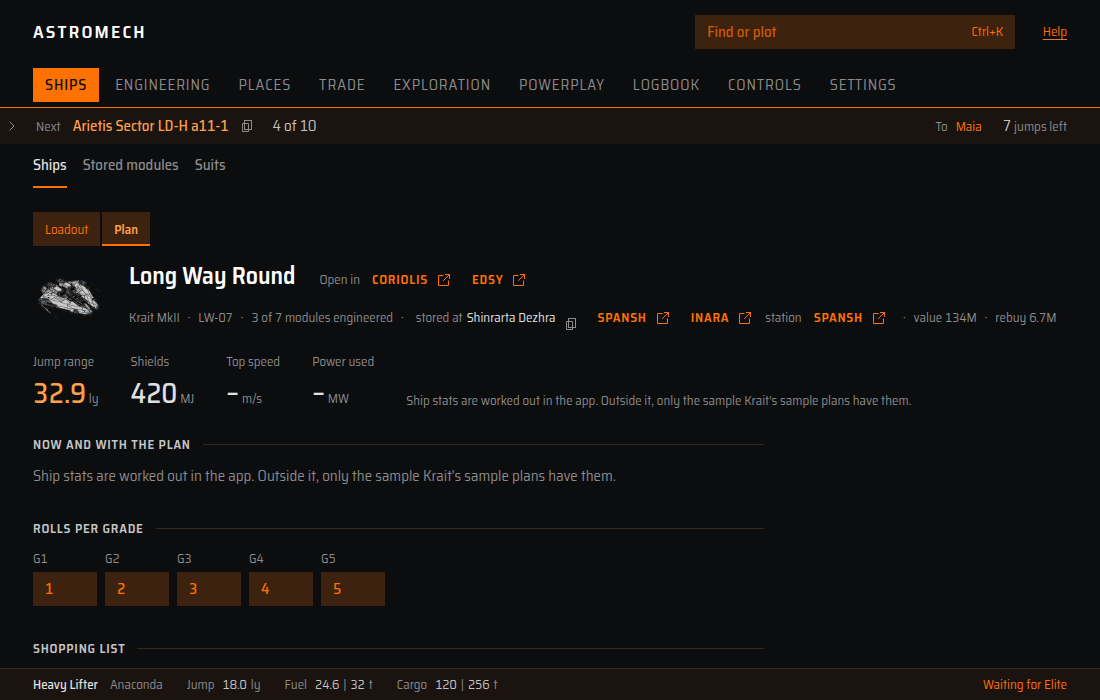 ASTROMECH
Find or plot Ctrl+K
Help
SHIPS ENGINEERING PLACES TRADE EXPLORATION POWERPLAY LOGBOOK CONTROLS SETTINGS
Next Arietis Sector LD-H a11-1 4 of 10 To Maia 7 jumps left
Ships Stored modules Suits
Loadout Plan
Long Way Round Open in CORIOLIS EDSY
Krait MkII · LW-07 · 3 of 7 modules engineered · stored at Shinrarta Dezhra SPANSH INARA station SPANSH · value 134M · rebuy 6.7M
Jump range Shields Top speed Power used
32.9 ly 420 MJ – m/s – MW Ship stats are worked out in the app. Outside it, only the sample Krait's sample plans have them.
NOW AND WITH THE PLAN
Ship stats are worked out in the app. Outside it, only the sample Krait's sample plans have them.
ROLLS PER GRADE
G1 G2 G3 G4 G5
1 2 3 4 5
SHOPPING LIST
Heavy Lifter Anaconda Jump 18.0 ly Fuel 24.6 | 32 t Cargo 120 | 256 t Waiting for Elite